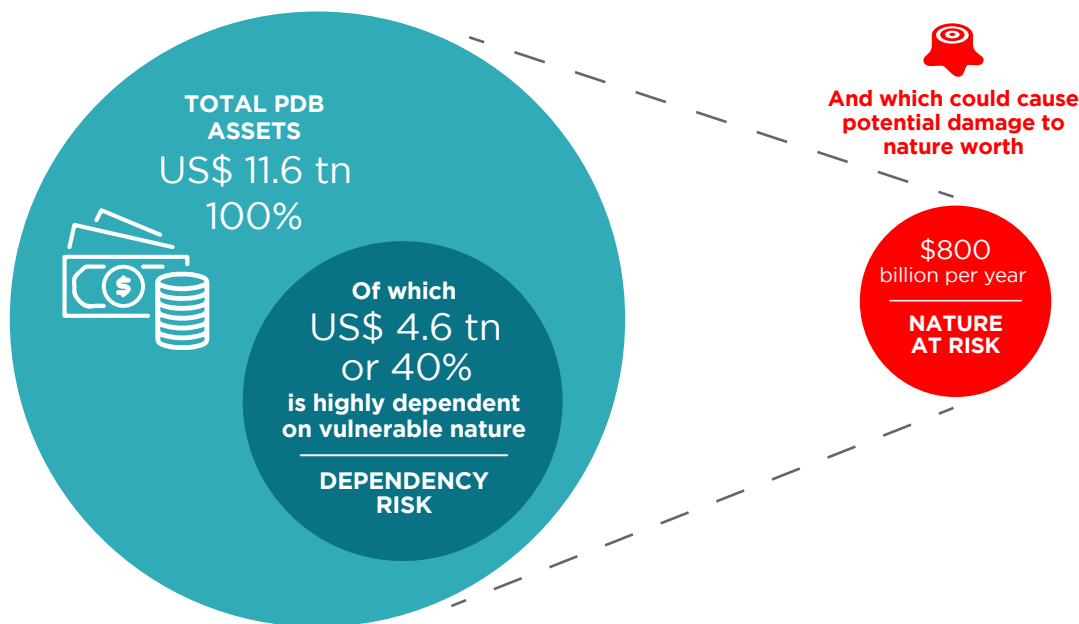 TOTAL PDB
ASSETS
US$ 11.6 tn
100%
$
Of which
US$ 4.6 tn
or 40%
is highly dependent
on vulnerable nature
DEPENDENCY
RISK
And which could cause
potential damage to
nature worth
$800
billion per year
NATURE
AT RISK